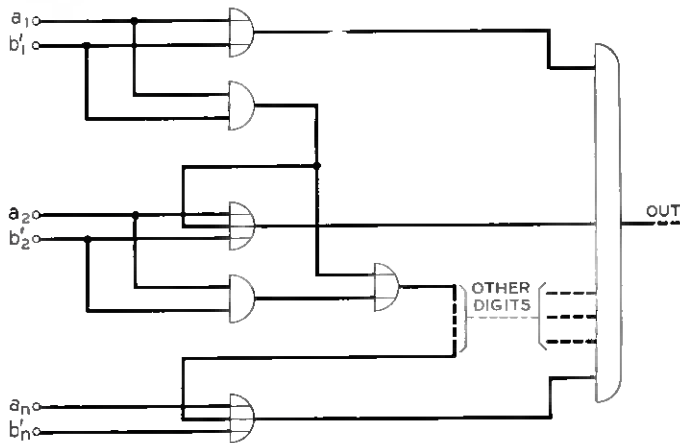 a₁
b′₁
a₂
b′₂
OUT
OTHER
DIGITS
aₙ
b′ₙ